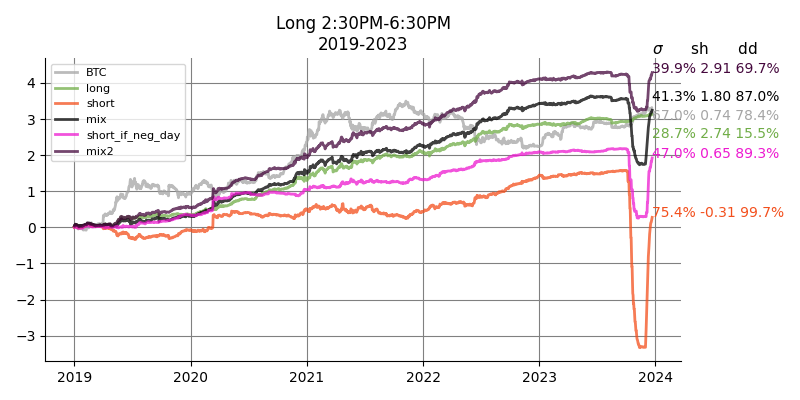 Long 2:30PM-6:30PM
2019-2023
σ sh dd
BTC
long
short
mix
short_if_neg_day
mix2
39.9% 2.91 69.7%
41.3% 1.80 87.0%
67.0% 0.74 78.4%
28.7% 2.74 15.5%
47.0% 0.65 89.3%
75.4% -0.31 99.7%
4
3
2
1
0
−1
−2
−3
2019 2020 2021 2022 2023 2024